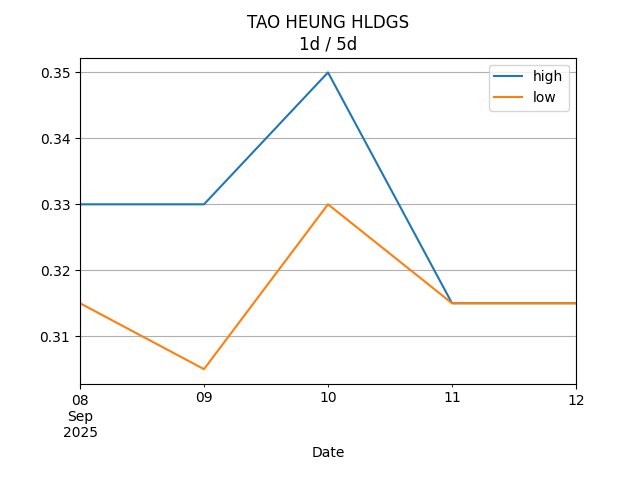 TAO HEUNG HLDGS
1d / 5d
high
low
0.35
0.34
0.33
0.32
0.31
08 09 10 11 12
Sep
2025
Date